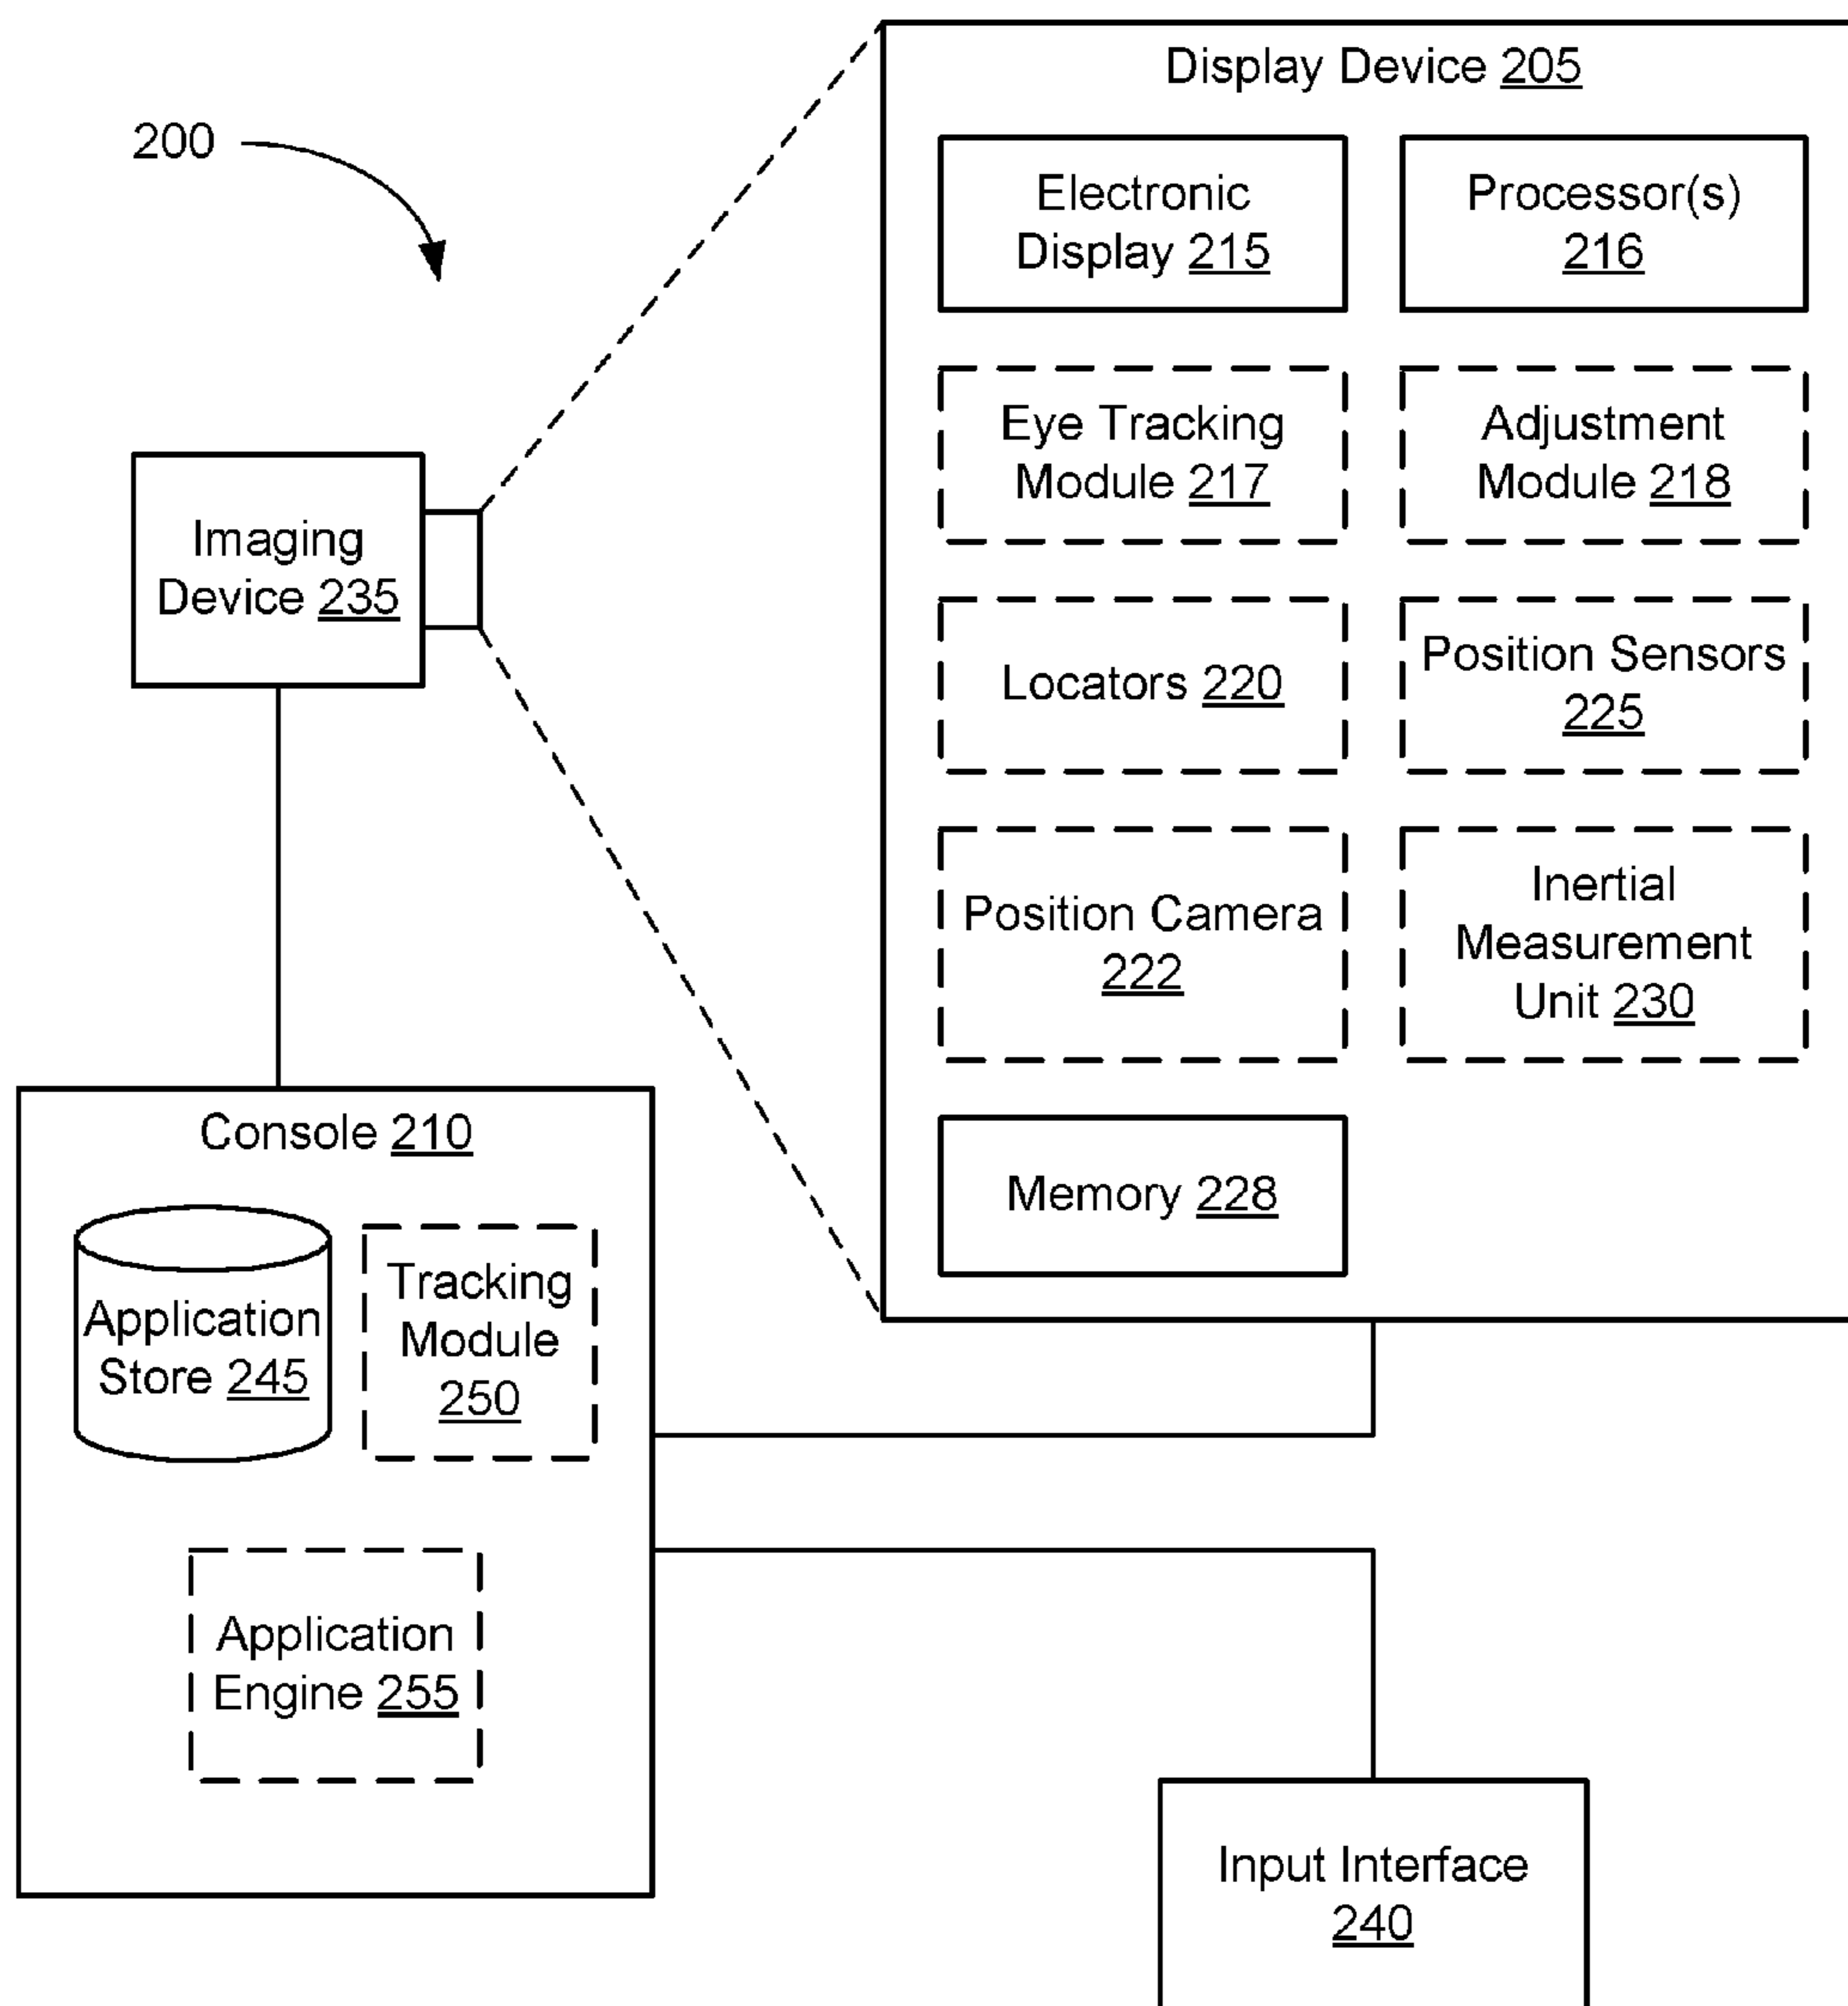 200
Display Device 205
Electronic
Display 215
Processor(s)
216
Eye Tracking
Module 217
Adjustment
Module 218
Imaging
Device 235
Locators 220
Position Sensors
225
Position Camera
222
Inertial
Measurement
Unit 230
Memory 228
Console 210
Application
Store 245
Tracking
Module
250
Application
Engine 255
Input Interface
240